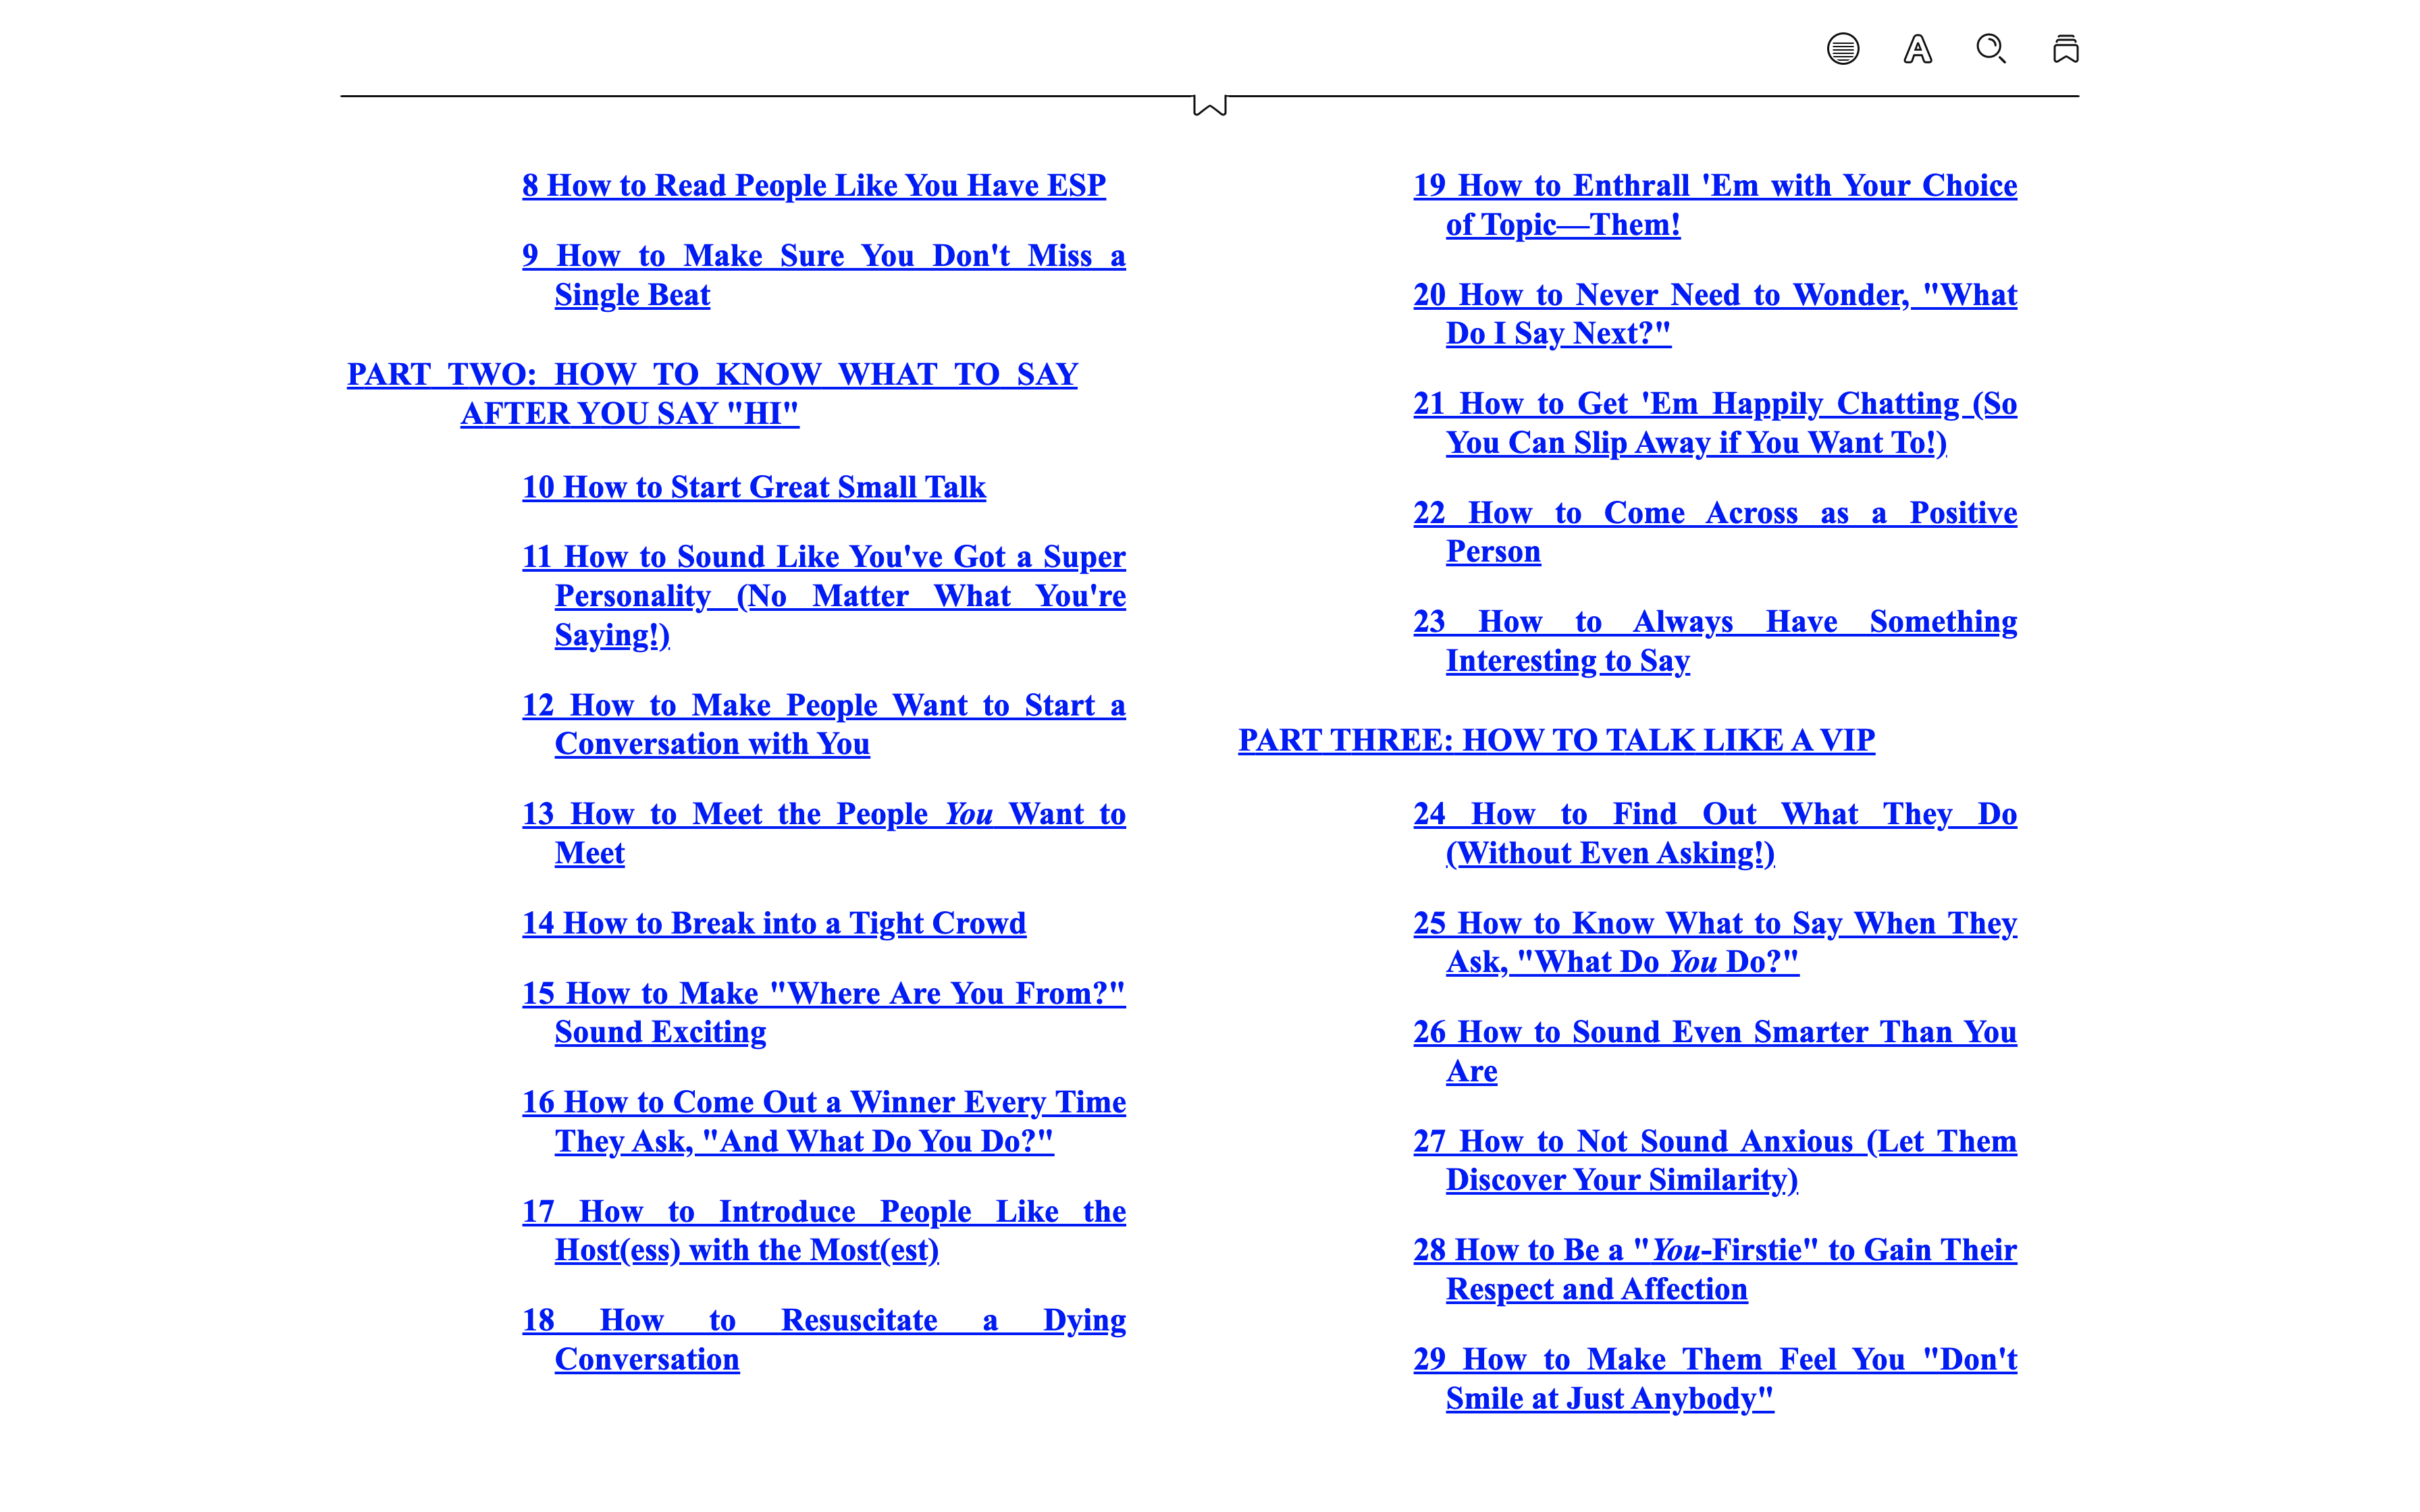 8 How to Read People Like You Have ESP
9 How to Make Sure You Don't Miss a
Single Beat
PART TWO: HOW TO KNOW WHAT TO SAY
AFTER YOU SAY "HI"
10 How to Start Great Small Talk
11 How to Sound Like You've Got a Super
Personality (No Matter What You're
Saying!)
12 How to Make People Want to Start a
Conversation with You
13 How to Meet the People You Want to
Meet
14 How to Break into a Tight Crowd
15 How to Make "Where Are You From?"
Sound Exciting
16 How to Come Out a Winner Every Time
They Ask, "And What Do You Do?"
17 How to Introduce People Like the
Host(ess) with the Most(est)
18 How to Resuscitate a Dying
Conversation
19 How to Enthrall 'Em with Your Choice
of Topic—Them!
20 How to Never Need to Wonder, "What
Do I Say Next?"
21 How to Get 'Em Happily Chatting (So
You Can Slip Away if You Want To!)
22 How to Come Across as a Positive
Person
23 How to Always Have Something
Interesting to Say
PART THREE: HOW TO TALK LIKE A VIP
24 How to Find Out What They Do
(Without Even Asking!)
25 How to Know What to Say When They
Ask, "What Do You Do?"
26 How to Sound Even Smarter Than You
Are
27 How to Not Sound Anxious (Let Them
Discover Your Similarity)
28 How to Be a "You-Firstie" to Gain Their
Respect and Affection
29 How to Make Them Feel You "Don't
Smile at Just Anybody"